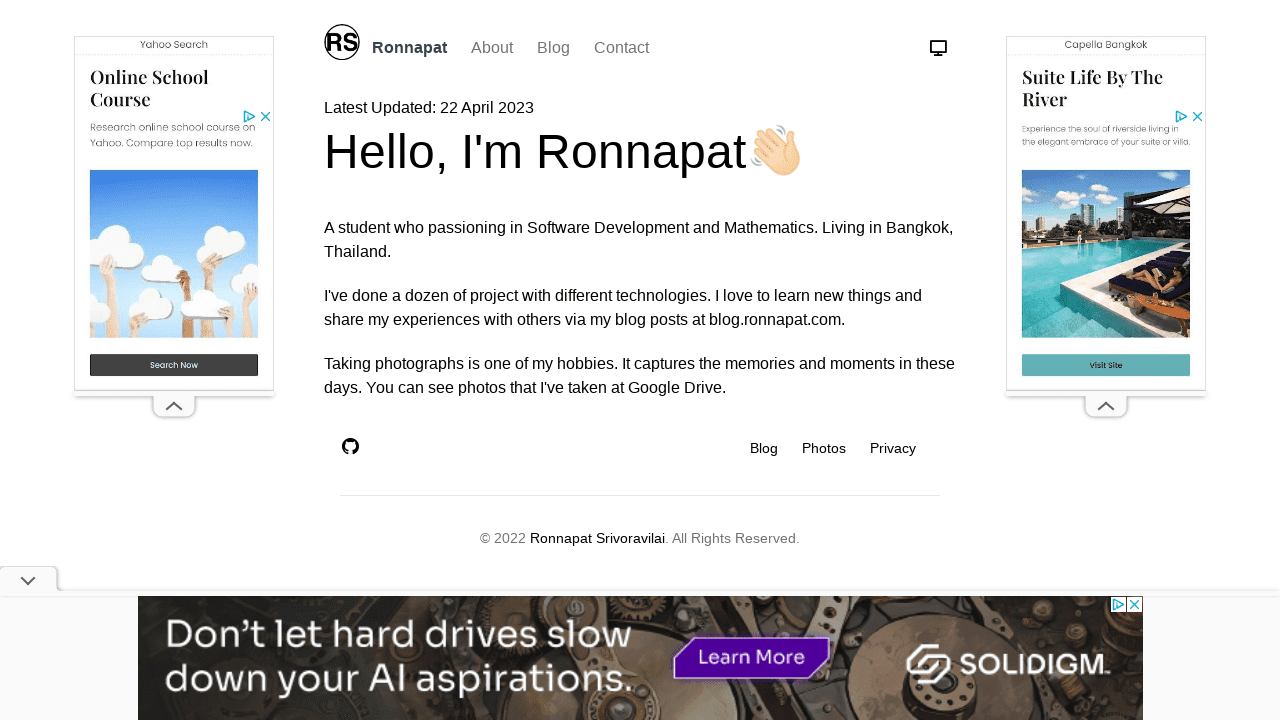 RS Ronnapat About Blog Contact
Latest Updated: 22 April 2023
Hello, I'm Ronnapat
A student who passioning in Software Development and Mathematics. Living in Bangkok,
Thailand.
I've done a dozen of project with different technologies. I love to learn new things and
share my experiences with others via my blog posts at blog.ronnapat.com.
Taking photographs is one of my hobbies. It captures the memories and moments in these
days. You can see photos that I've taken at Google Drive.
Blog Photos Privacy
© 2022 Ronnapat Srivoravilai. All Rights Reserved.
Yahoo Search
Online School
Course
Research online school course on
Yahoo. Compare top results now.
Search Now
Capella Bangkok
Suite Life By The
River
Experience the soul of riverside living in
the elegant embrace of your suite or villa.
Visit Site
Don't let hard drives slow
down your AI aspirations.
Learn More
SOLIDIGM